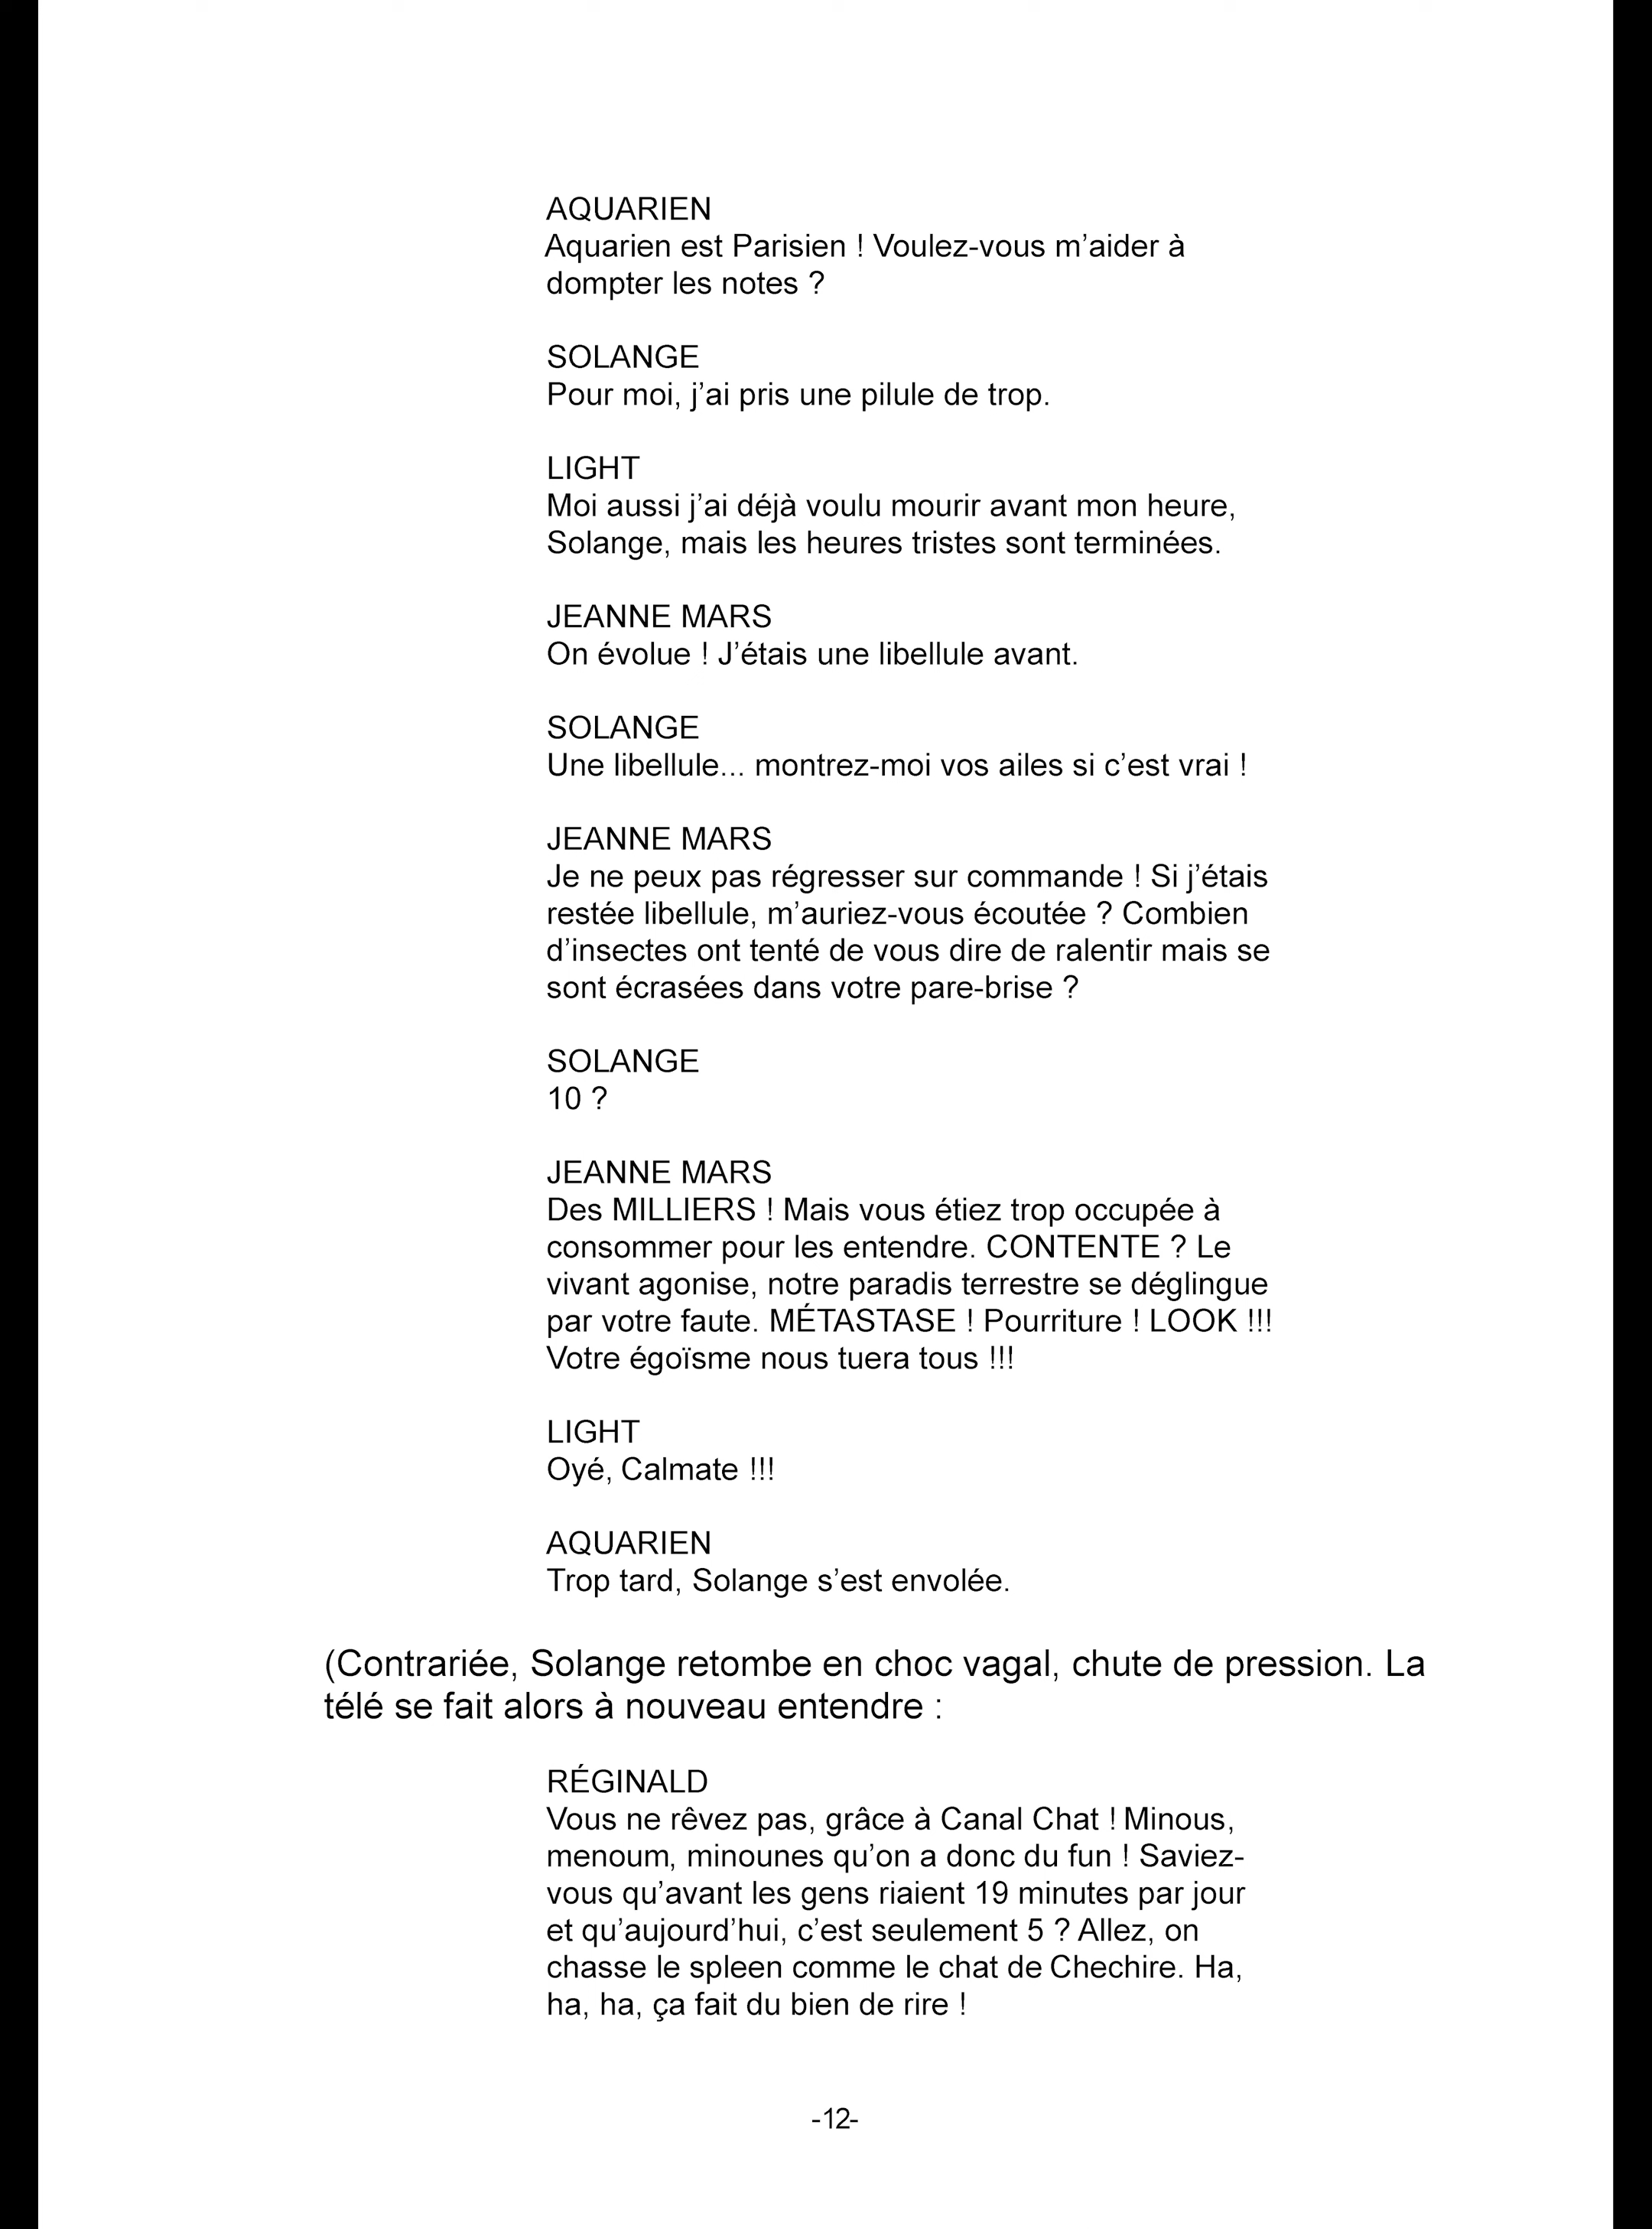 AQUARIEN
Aquarien est Parisien ! Voulez-vous m’aider à
dompter les notes ?
SOLANGE
Pour moi, j’ai pris une pilule de trop.
LIGHT
Moi aussi j’ai déjà voulu mourir avant mon heure,
Solange, mais les heures tristes sont terminées.
JEANNE MARS
On évolue ! J’étais une libellule avant.
SOLANGE
Une libellule... montrez-moi vos ailes si c’est vrai !
JEANNE MARS
Je ne peux pas régresser sur commande ! Si j’étais
restée libellule, m’auriez-vous écoutée ? Combien
d’insectes ont tenté de vous dire de ralentir mais se
sont écrasées dans votre pare-brise ?
SOLANGE
10 ?
JEANNE MARS
Des MILLIERS ! Mais vous étiez trop occupée à
consommer pour les entendre. CONTENTE ? Le
vivant agonise, notre paradis terrestre se déglingue
par votre faute. MÉTASTASE ! Pourriture ! LOOK !!!
Votre égoïsme nous tuera tous !!!
LIGHT
Oyé, Calmate !!!
AQUARIEN
Trop tard, Solange s’est envolée.
(Contrariée, Solange retombe en choc vagal, chute de pression. La
télé se fait alors à nouveau entendre :
RÉGINALD
Vous ne rêvez pas, grâce à Canal Chat ! Minous,
menoum, minounes qu’on a donc du fun ! Saviez-
vous qu’avant les gens riaient 19 minutes par jour
et qu’aujourd’hui, c’est seulement 5 ? Allez, on
chasse le spleen comme le chat de Chechire. Ha,
ha, ha, ça fait du bien de rire !
-12-